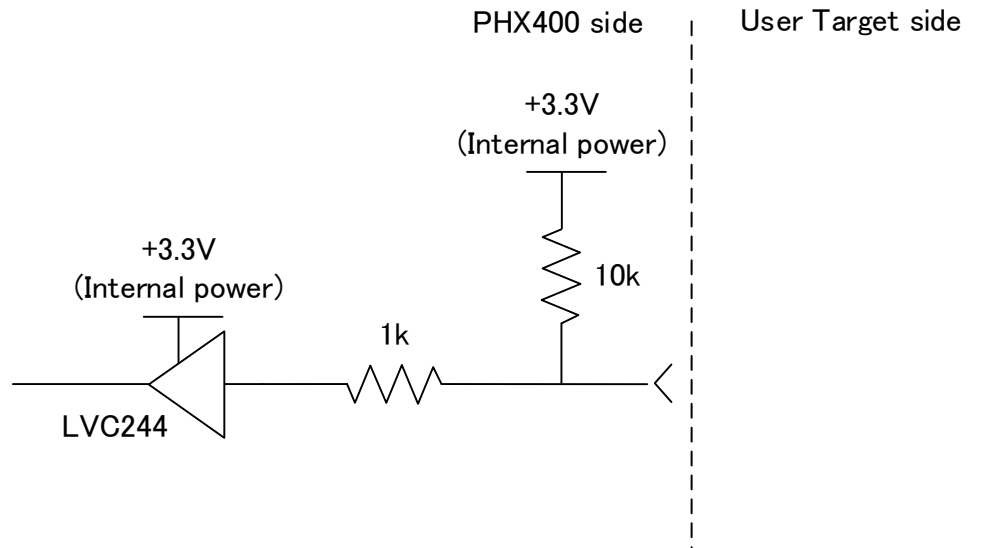 PHX400 side
User Target side
+3.3V
(Internal power)
10k
+3.3V
(Internal power)
1k
LVC244